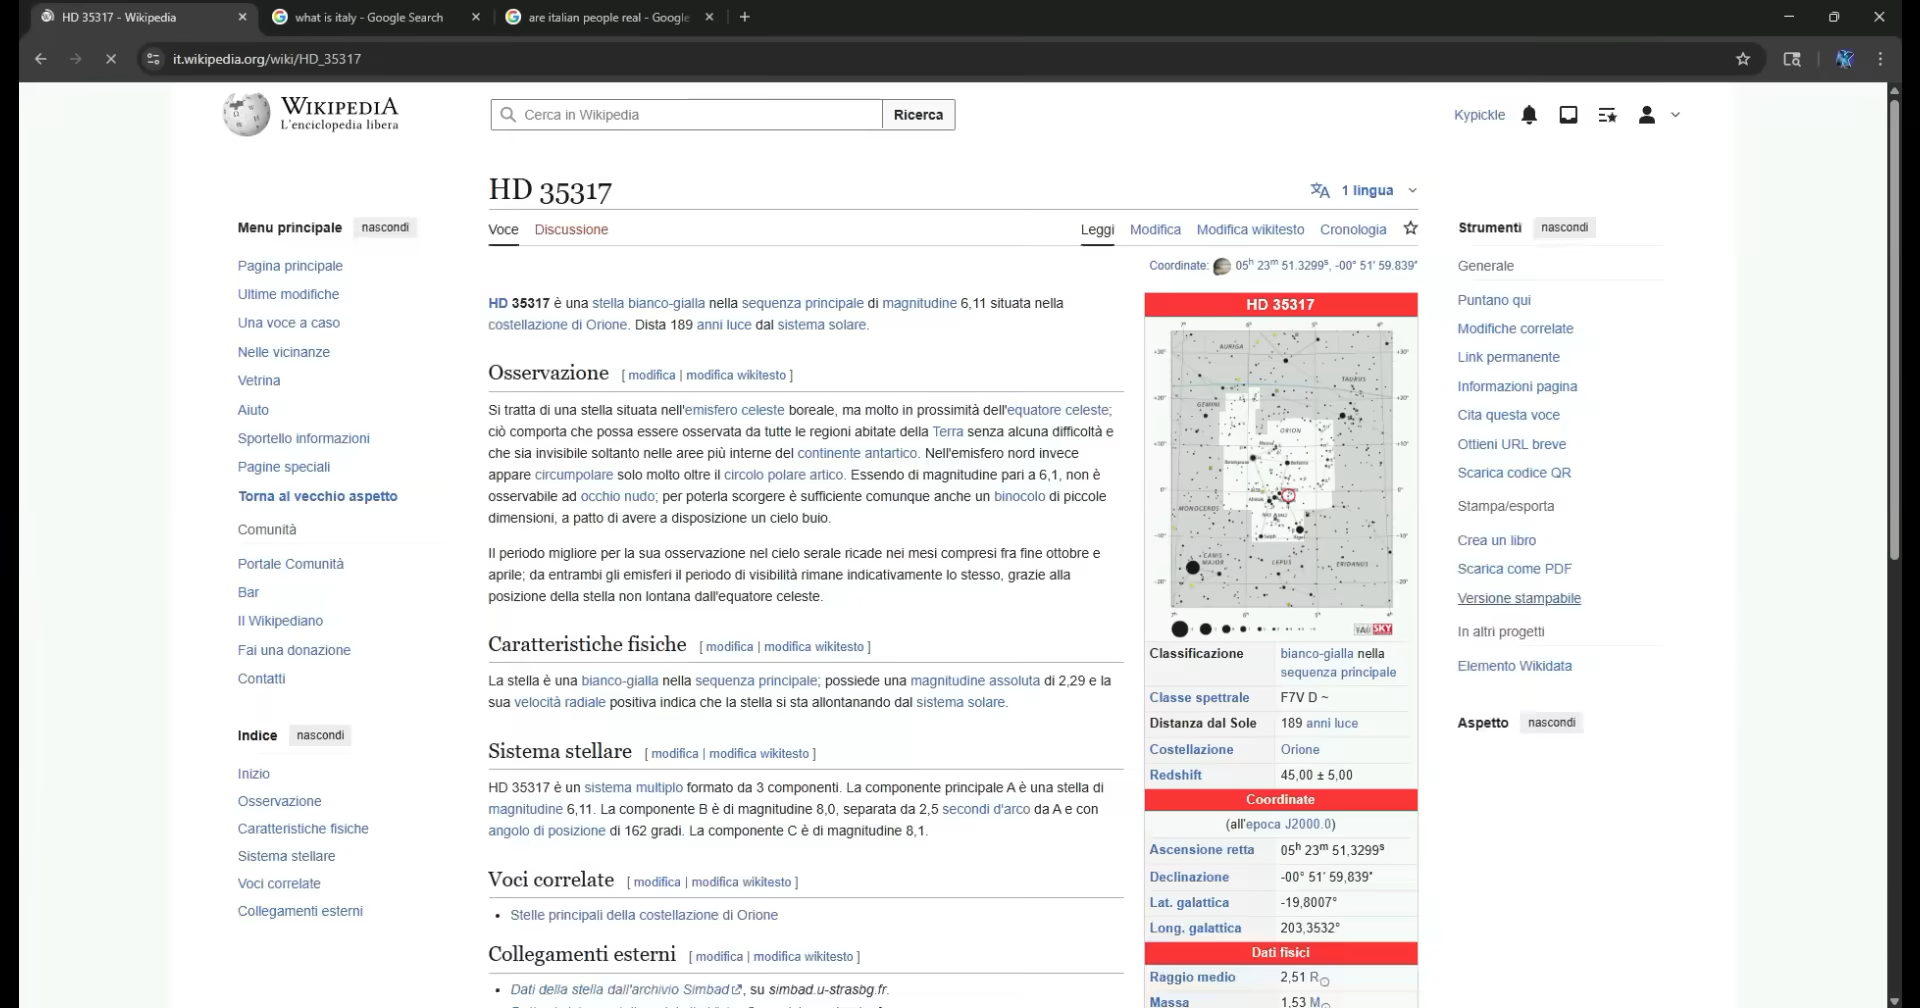 HD 35317 - Wikipedia
what is italy - Google Search
are italian people real - Google
it.wikipedia.org/wiki/HD_35317
WIKIPEDIA
L'enciclopedia libera
Cerca in Wikipedia
Ricerca
Kypickle
HD 35317
1 lingua
Voce
Discussione
Leggi
Modifica
Modifica wikitesto
Cronologia
Menu principale nascondi
Pagina principale
Ultime modifiche
Una voce a caso
Nelle vicinanze
Vetrina
Aiuto
Sportello informazioni
Pagine speciali
Torna al vecchio aspetto
Comunità
Portale Comunità
Bar
Il Wikipediano
Fai una donazione
Contatti
Indice nascondi
Inizio
Osservazione
Caratteristiche fisiche
Sistema stellare
Voci correlate
Collegamenti esterni
Coordinate: 05h 23m 51.3299s, -00° 51′ 59.839″
HD 35317 è una stella bianco-gialla nella sequenza principale di magnitudine 6,11 situata nella
costellazione di Orione. Dista 189 anni luce dal sistema solare.
Osservazione [ modifica | modifica wikitesto ]
Si tratta di una stella situata nell'emisfero celeste boreale, ma molto in prossimità dell'equatore celeste;
ciò comporta che possa essere osservata da tutte le regioni abitate della Terra senza alcuna difficoltà e
che sia invisibile soltanto nelle aree più interne del continente antartico. Nell'emisfero nord invece
appare circumpolare solo molto oltre il circolo polare artico. Essendo di magnitudine pari a 6,1, non è
osservabile ad occhio nudo; per poterla scorgere è sufficiente comunque anche un binocolo di piccole
dimensioni, a patto di avere a disposizione un cielo buio.
Il periodo migliore per la sua osservazione nel cielo serale ricade nei mesi compresi fra fine ottobre e
aprile; da entrambi gli emisferi il periodo di visibilità rimane indicativamente lo stesso, grazie alla
posizione della stella non lontana dall'equatore celeste.
Caratteristiche fisiche [ modifica | modifica wikitesto ]
La stella è una bianco-gialla nella sequenza principale; possiede una magnitudine assoluta di 2,29 e la
sua velocità radiale positiva indica che la stella si sta allontanando dal sistema solare.
Sistema stellare [ modifica | modifica wikitesto ]
HD 35317 è un sistema multiplo formato da 3 componenti. La componente principale A è una stella di
magnitudine 6,11. La componente B è di magnitudine 8,0, separata da 2,5 secondi d'arco da A e con
angolo di posizione di 162 gradi. La componente C è di magnitudine 8,1.
Voci correlate [ modifica | modifica wikitesto ]
• Stelle principali della costellazione di Orione
Collegamenti esterni [ modifica | modifica wikitesto ]
• Dati della stella dall'archivio Simbad, su simbad.u-strasbg.fr.
HD 35317
AURIGA
TAURUS
GEMINI
ORION
MONOCEROS
CANIS
MAJOR
LEPUS
ERIDANUS
SKY
Classificazione bianco-gialla nella
sequenza principale
Classe spettrale F7V D ~
Distanza dal Sole 189 anni luce
Costellazione Orione
Redshift 45,00 ± 5,00
Coordinate
(all'epoca J2000.0)
Ascensione retta 05h 23m 51,3299s
Declinazione -00° 51′ 59,839″
Lat. galattica -19,8007°
Long. galattica 203,3532°
Dati fisici
Raggio medio 2,51 R☉
Massa 1,53 M☉
Strumenti nascondi
Generale
Puntano qui
Modifiche correlate
Link permanente
Informazioni pagina
Cita questa voce
Ottieni URL breve
Scarica codice QR
Stampa/esporta
Crea un libro
Scarica come PDF
Versione stampabile
In altri progetti
Elemento Wikidata
Aspetto nascondi